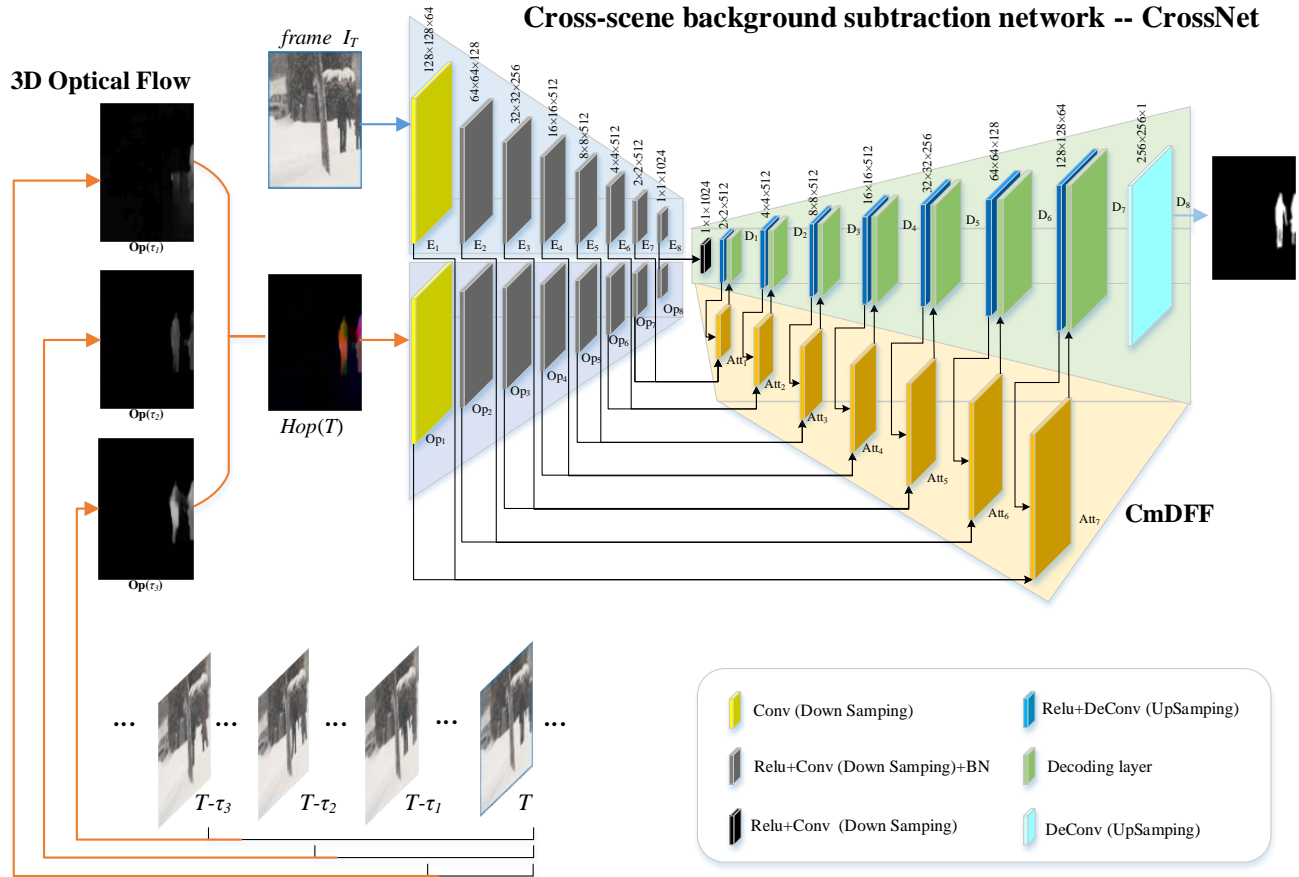 Cross-scene background subtraction network -- CrossNet
3D Optical Flow
frame I_T
Op(τ₁)
Op(τ₂)
Op(τ₃)
Hop(T)
128×128×64
64×64×128
32×32×256
16×16×512
8×8×512
4×4×512
2×2×512
1×1×1024
E₁
E₂
E₃
E₄
E₅
E₆
E₇
E₈
Op₁
Op₂
Op₃
Op₄
Op₅
Op₆
Op₇
Op₈
1×1×1024
2×2×512
4×4×512
8×8×512
16×16×512
32×32×256
64×64×128
128×128×64
256×256×1
D₁
D₂
D₃
D₄
D₅
D₆
D₇
D₈
Att₁
Att₂
Att₃
Att₄
Att₅
Att₆
Att₇
CmDFF
... ... ... ... ...
T-τ₃
T-τ₂
T-τ₁
T
Conv (Down Samping)
Relu+Conv (Down Samping)+BN
Relu+Conv (Down Samping)
Relu+DeConv (UpSamping)
Decoding layer
DeConv (UpSamping)